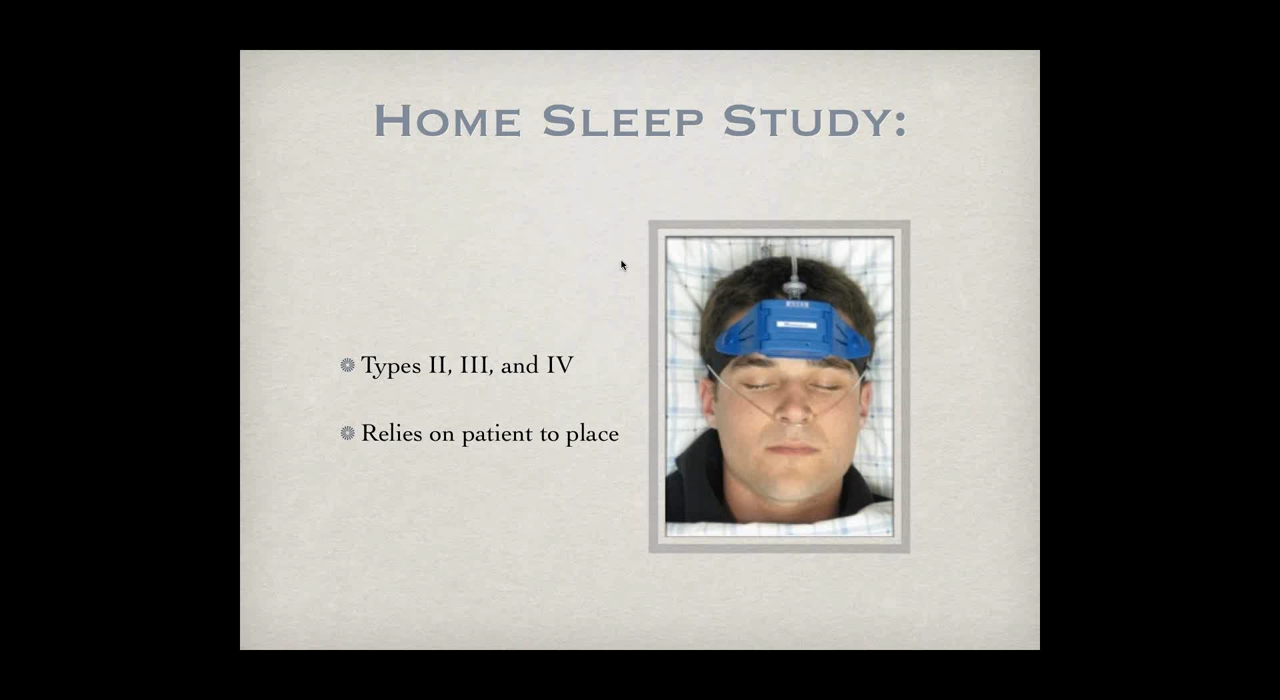 Home Sleep Study:
Types II, III, and IV
Relies on patient to place